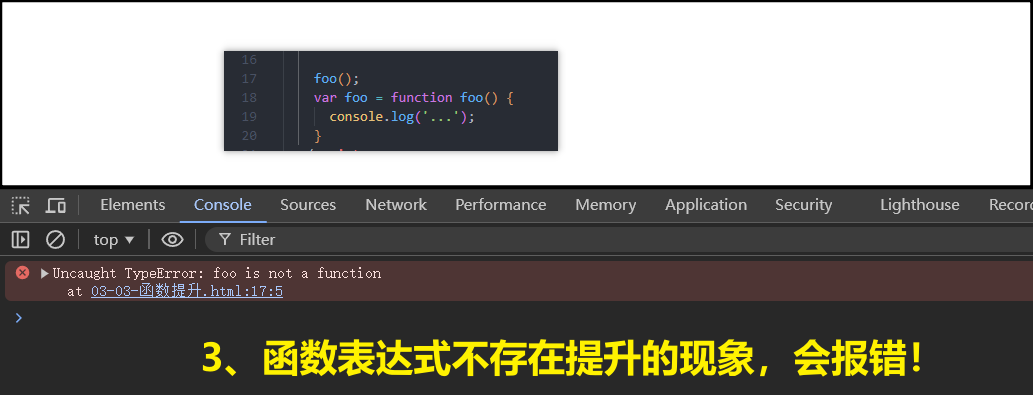 16
17 foo();
18 var foo = function foo() {
19 console.log('...');
20 }
Elements Console Sources Network Performance Memory Application Security Lighthouse Recor
top ▼ Filter
Uncaught TypeError: foo is not a function
at 03-03-函数提升.html:17:5
3、函数表达式不存在提升的现象，会报错！